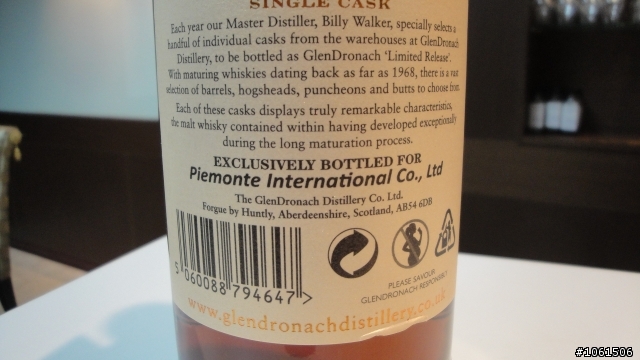 SINGLE CASK
Each year our Master Distiller, Billy Walker, specially selects a
handful of individual casks from the warehouses at GlenDronach
Distillery, to be bottled as GlenDronach 'Limited Release'.
With maturing whiskies dating back as far as 1968, there is a vast
selection of barrels, hogsheads, puncheons and butts to choose from.
Each of these casks displays truly remarkable characteristics,
the malt whisky contained within having developed exceptionally
during the long maturation process.
EXCLUSIVELY BOTTLED FOR
Piemonte International Co., Ltd
The GlenDronach Distillery Co. Ltd.
Forgue by Huntly, Aberdeenshire, Scotland, AB54 6DB
5 060088 794647 >
PLEASE SAVOUR
GLENDRONACH RESPONSIBLY
www.glendronachdistillery.co.uk
#1061506